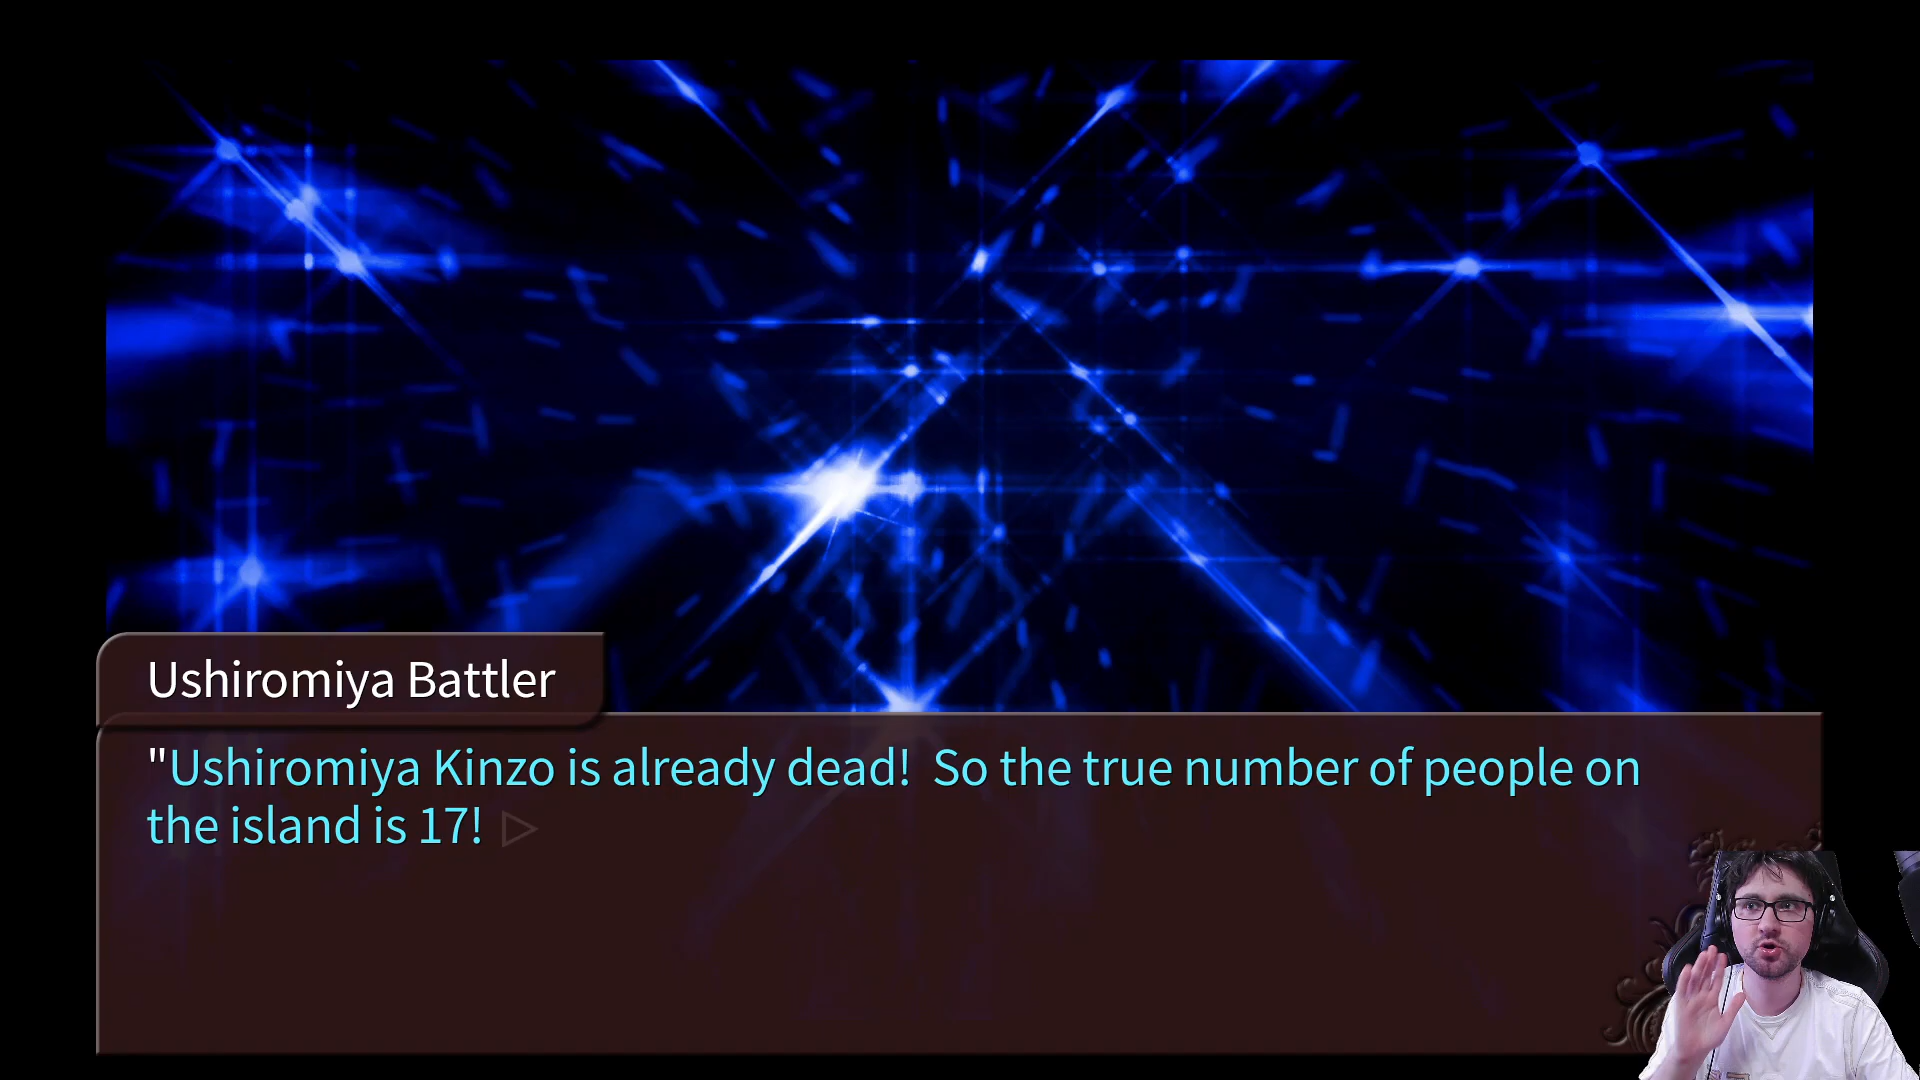 Ushiromiya Battler
"Ushiromiya Kinzo is already dead!  So the true number of people on
the island is 17!